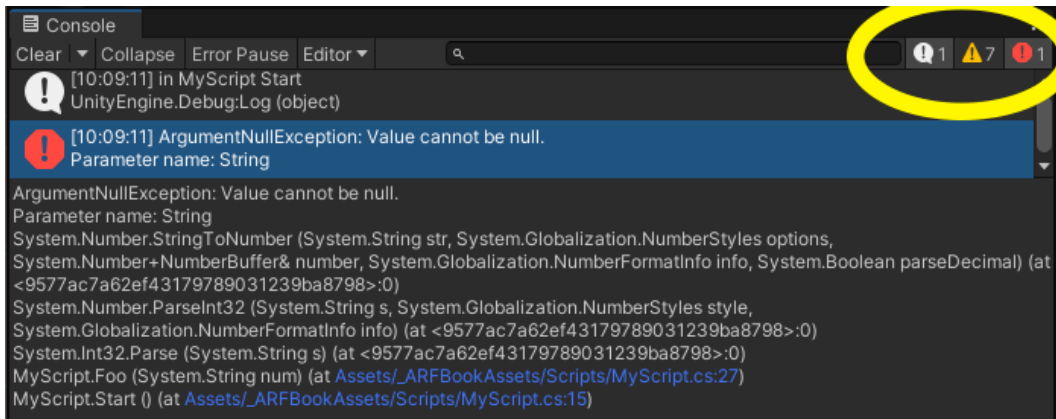 Console
Clear Collapse Error Pause Editor 1 7 1
[10:09:11] in MyScript Start
UnityEngine.Debug:Log (object)
[10:09:11] ArgumentNullException: Value cannot be null.
Parameter name: String
ArgumentNullException: Value cannot be null.
Parameter name: String
System.Number.StringToNumber (System.String str, System.Globalization.NumberStyles options,
System.Number+NumberBuffer& number, System.Globalization.NumberFormatInfo info, System.Boolean parseDecimal) (at
<9577ac7a62ef43179789031239ba8798>:0)
System.Number.ParseInt32 (System.String s, System.Globalization.NumberStyles style,
System.Globalization.NumberFormatInfo info) (at <9577ac7a62ef43179789031239ba8798>:0)
System.Int32.Parse (System.String s) (at <9577ac7a62ef43179789031239ba8798>:0)
MyScript.Foo (System.String num) (at Assets/_ARFBookAssets/Scripts/MyScript.cs:27)
MyScript.Start () (at Assets/_ARFBookAssets/Scripts/MyScript.cs:15)